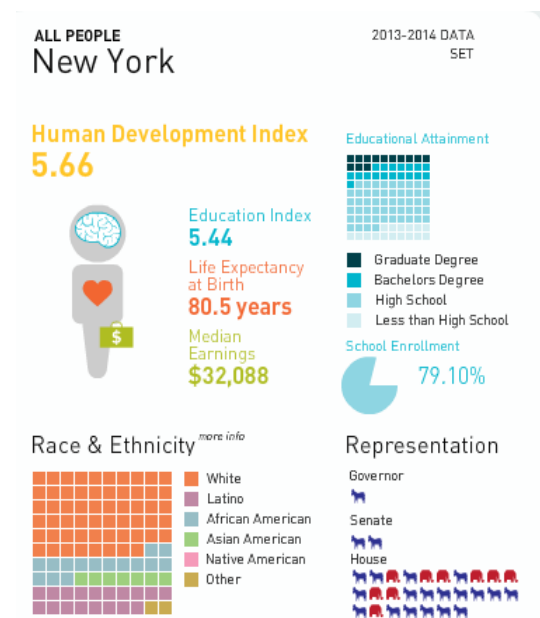 ALL PEOPLE
New York
2013-2014 DATA
SET
Human Development Index
5.66
Education Index
5.44
Life Expectancy
at Birth
80.5 years
Median
Earnings
$32,088
$
Educational Attainment
Graduate Degree
Bachelors Degree
High School
Less than High School
School Enrollment
79.10%
Race & Ethnicity more info
White
Latino
African American
Asian American
Native American
Other
Representation
Governor
Senate
House